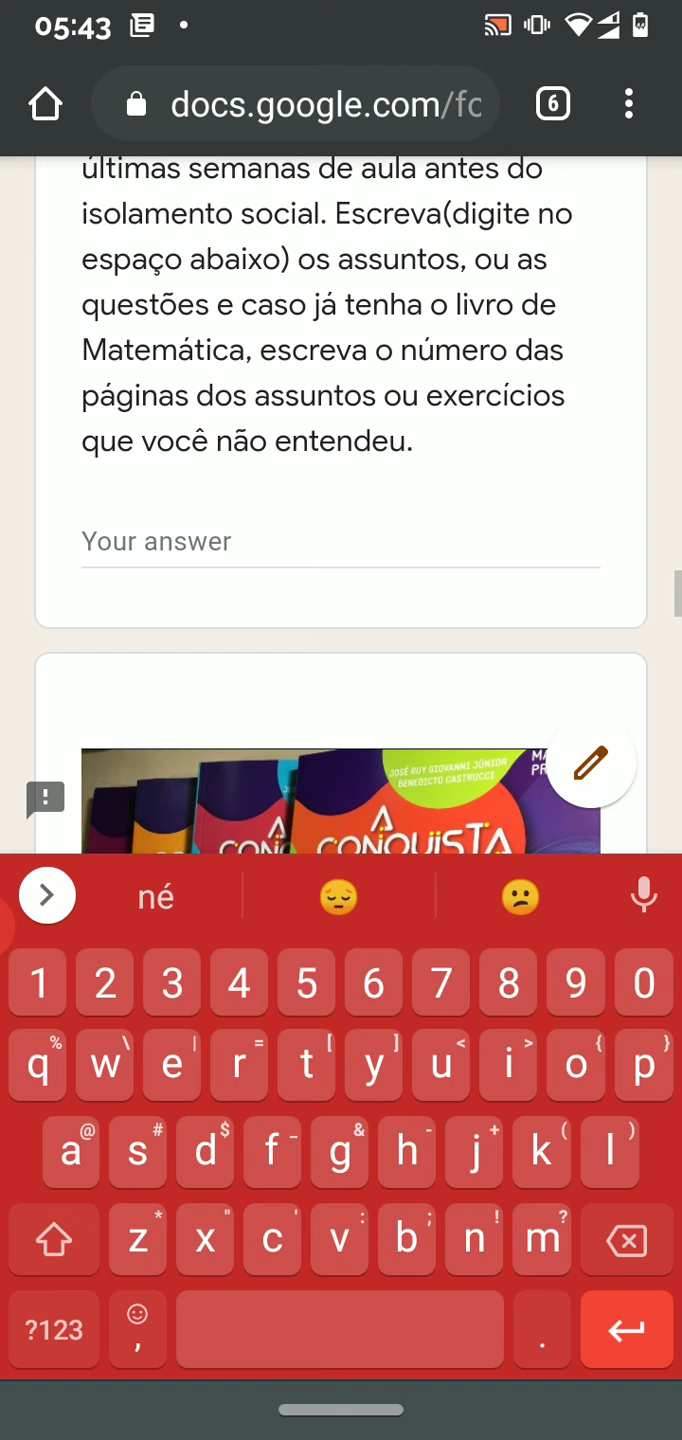 05:43
docs.google.com/fo
6
últimas semanas de aula antes do
isolamento social. Escreva(digite no
espaço abaixo) os assuntos, ou as
questões e caso já tenha o livro de
Matemática, escreva o número das
páginas dos assuntos ou exercícios
que você não entendeu.
Your answer
JOSÉ RUY GIOVANNI JÚNIOR
BENEDICTO CASTRUCCI
MA
PR
A A
CONQUISTA
né
1 2 3 4 5 6 7 8 9 0
% \ | = [ ] < > { }
q w e r t y u i o p
@ # $ _ & - + ( )
a s d f g h j k l
* " ' : ; ! ?
z x c v b n m
?123 , .